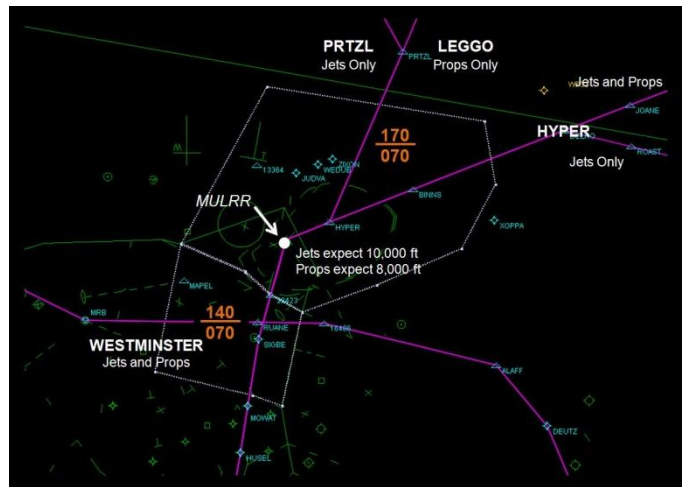 PRTZL LEGGO
Jets Only Props Only
PRTZL
Jets and Props
JOANE
HYPER
ROAST
Jets Only
170
070
13364
ZIXON
WEDUB
JUDVA
BINNS
MULRR
HYPER
XOPPA
Jets expect 10,000 ft
Props expect 8,000 ft
MAPEL
MRB
140
070
RUANE
WESTMINSTER
Jets and Props
SIGBE
ALAFF
MOWAT
DEUTZ
HUSEL